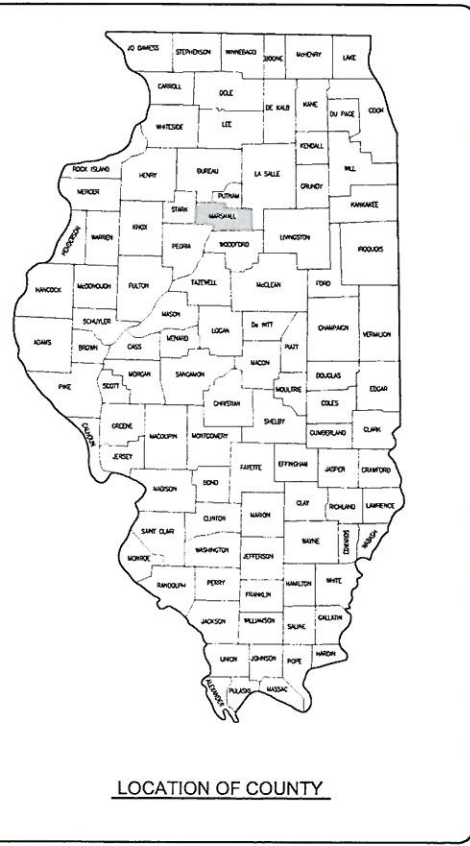 JO DAVIESS STEPHENSON WINNEBAGO BOONE McHENRY LAKE
CARROLL OGLE DE KALB KANE COOK
DU PAGE
WHITESIDE LEE
KENDALL
WILL
ROCK ISLAND HENRY BUREAU LA SALLE GRUNDY
MERCER PUTNAM
KANKAKEE
STARK MARSHALL
HENDERSON WARREN KNOX PEORIA WOODFORD LIVINGSTON IROQUOIS
HANCOCK McDONOUGH FULTON TAZEWELL McCLEAN FORD
MASON
SCHUYLER LOGAN De WITT CHAMPAIGN VERMILION
ADAMS BROWN CASS MENARD PIATT
MACON
PIKE SCOTT MORGAN SANGAMON MOULTRIE DOUGLAS EDGAR
CHRISTIAN COLES
SHELBY
CALHOUN GREENE MACOUPIN MONTGOMERY CUMBERLAND CLARK
JERSEY
FAYETTE EFFINGHAM JASPER CRAWFORD
MADISON BOND
CLAY RICHLAND LAWRENCE
CLINTON MARION
SAINT CLAIR WAYNE WABASH
MONROE WASHINGTON JEFFERSON
RANDOLPH PERRY HAMILTON WHITE
FRANKLIN
JACKSON WILLIAMSON SALINE GALLATIN
UNION JOHNSON POPE HARDIN
ALEXANDER PULASKI MASSAC
LOCATION OF COUNTY